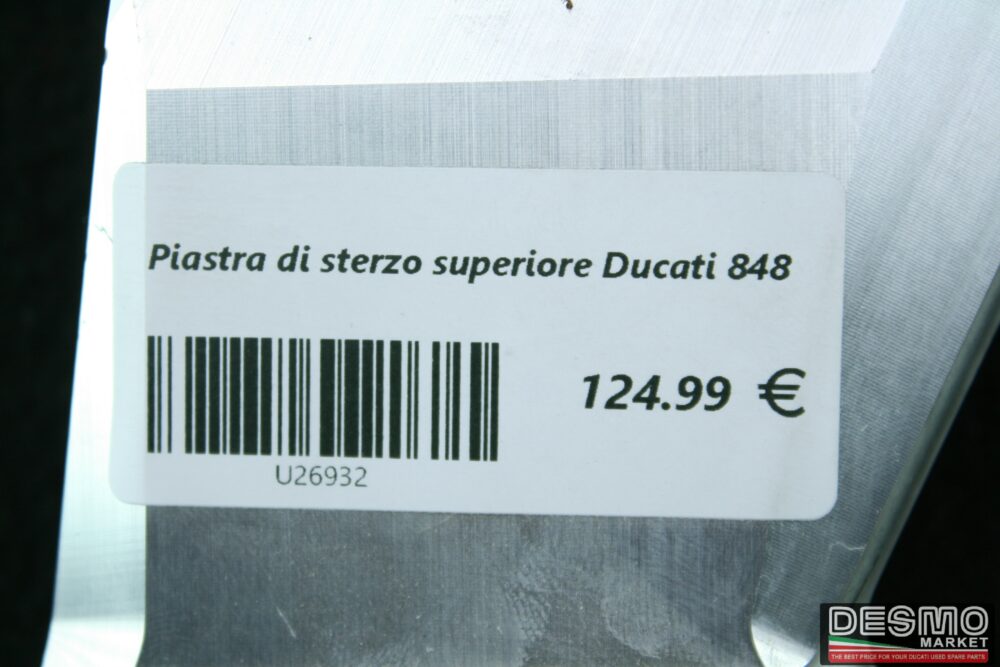 Piastra di sterzo superiore Ducati 848
124.99 €
U26932
DESMO
MARKET
THE BEST PRICE FOR YOUR DUCATI USED SPARE PARTS